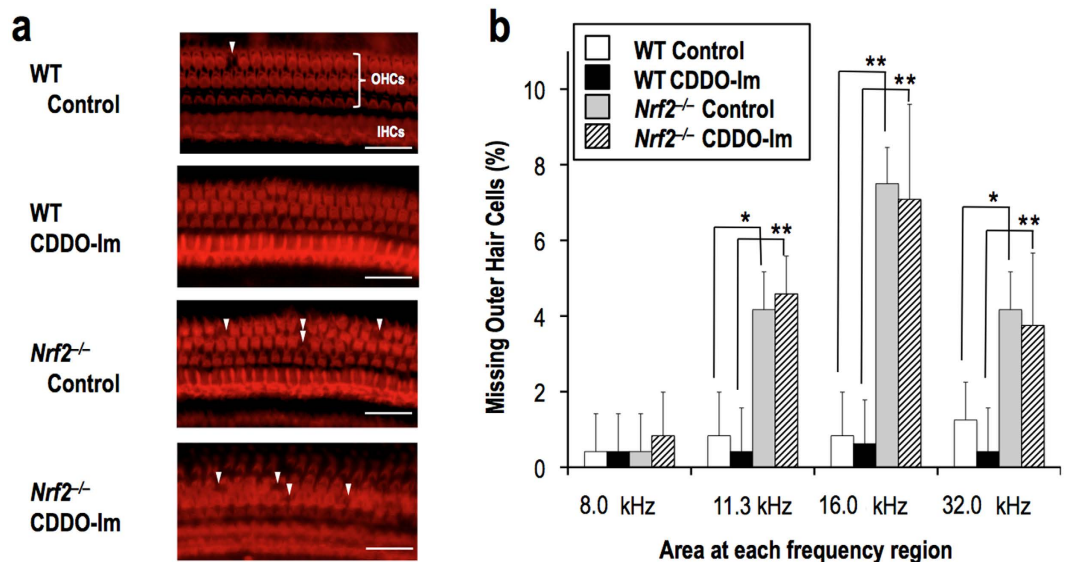 a
WT
Control
OHCs
IHCs
WT
CDDO-Im
Nrf2–/–
Control
Nrf2–/–
CDDO-Im
b
WT Control
WT CDDO-Im
Nrf2–/– Control
Nrf2–/– CDDO-Im
Missing Outer Hair Cells (%)
10
8
6
4
2
0
* **
** **
* **
8.0 kHz
11.3 kHz
16.0 kHz
32.0 kHz
Area at each frequency region